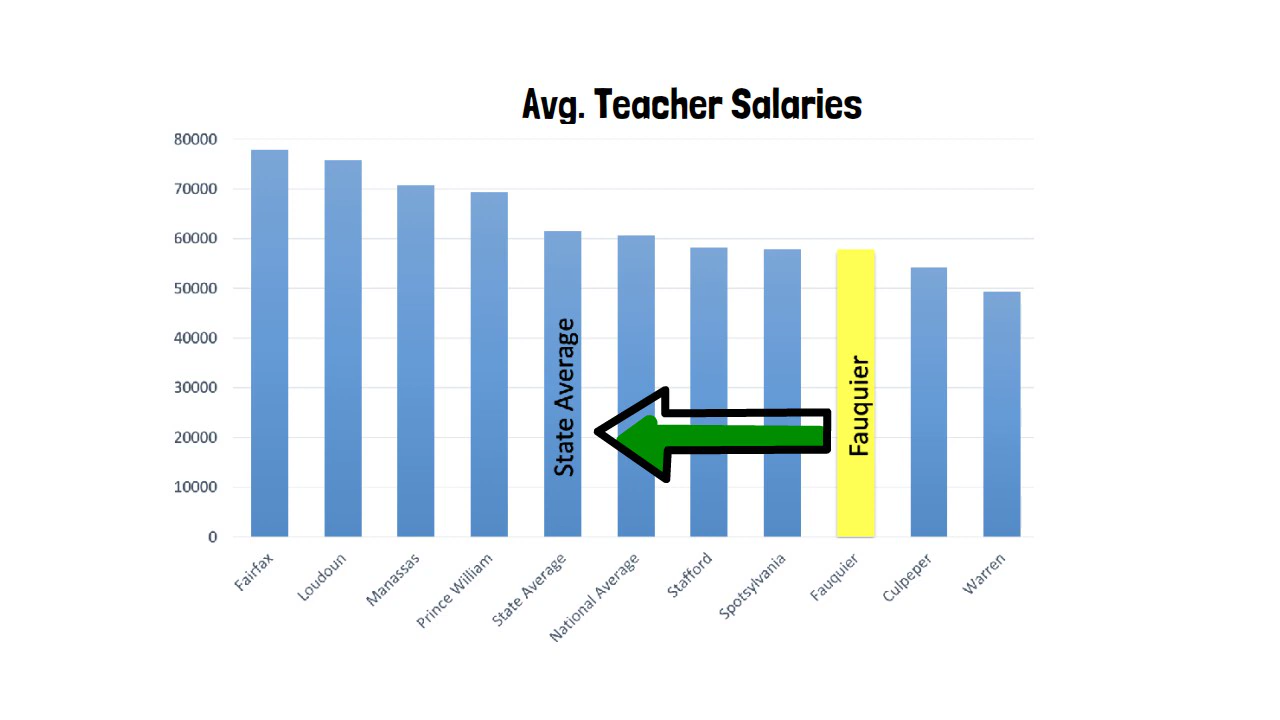 Avg. Teacher Salaries
80000
70000
60000
50000
40000
30000
20000
10000
0
State Average
Fauquier
Fairfax
Loudoun
Manassas
Prince William
State Average
National Average
Stafford
Spotsylvania
Fauquier
Culpeper
Warren